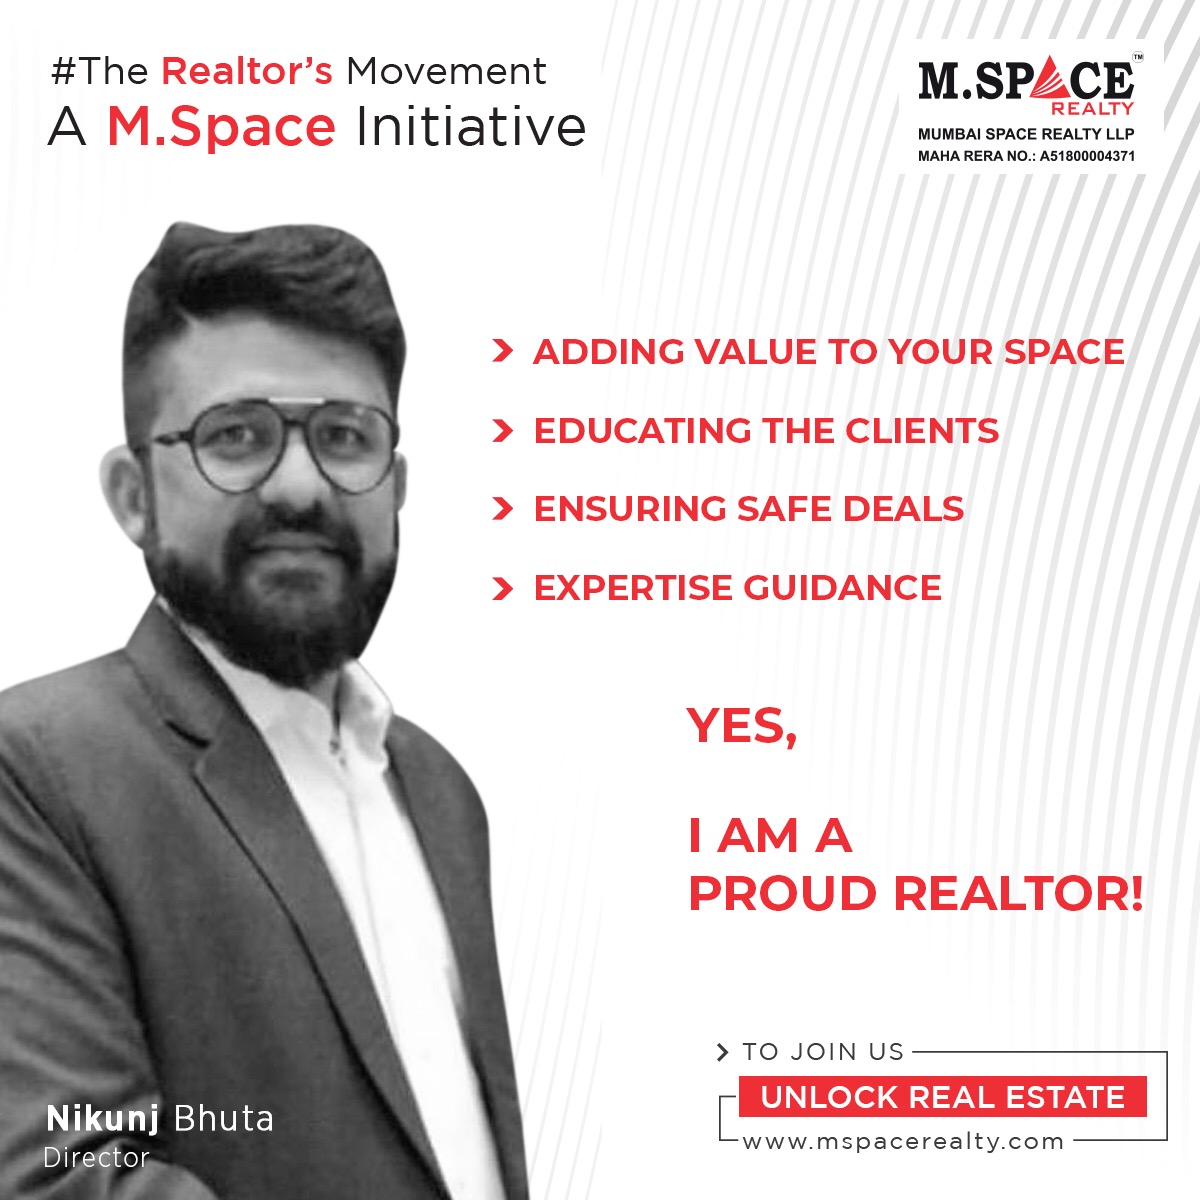 #The Realtor's Movement
A M.Space Initiative
M.SPACE™
REALTY
MUMBAI SPACE REALTY LLP
MAHA RERA NO.: A51800004371
ADDING VALUE TO YOUR SPACE
EDUCATING THE CLIENTS
ENSURING SAFE DEALS
EXPERTISE GUIDANCE
YES,
I AM A
PROUD REALTOR!
Nikunj Bhuta
Director
TO JOIN US
UNLOCK REAL ESTATE
www.mspacerealty.com